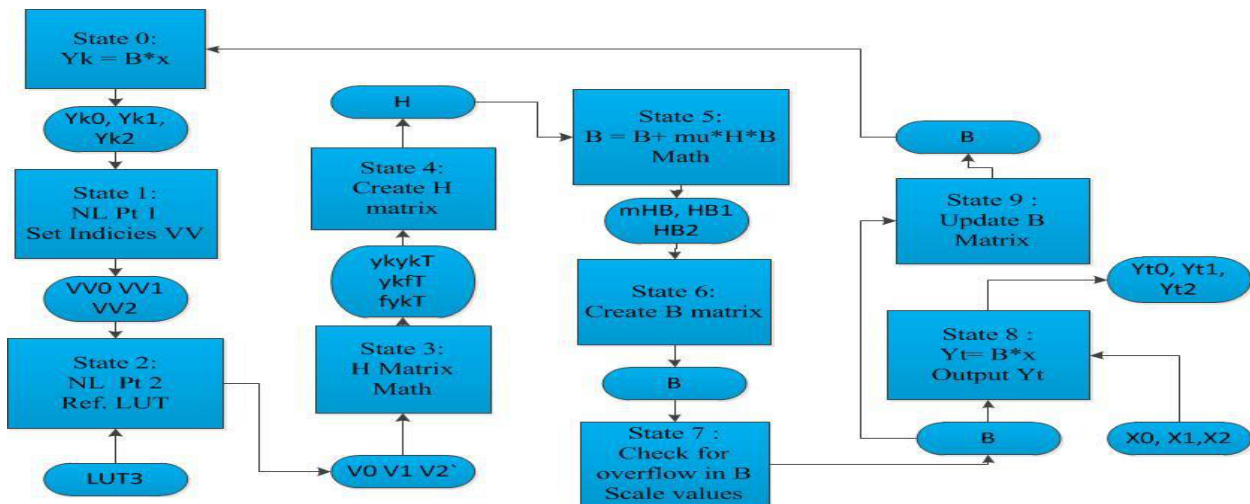 State 0:
Yk = B*x
Yk0, Yk1,
Yk2
State 1:
NL Pt 1
Set Indicies VV
VV0 VV1
VV2
State 2:
NL Pt 2
Ref. LUT
LUT3
V0 V1 V2`
State 3:
H Matrix
Math
ykykT
ykfT
fykT
State 4:
Create H
matrix
H
State 5:
B = B+ mu*H*B
Math
mHB, HB1
HB2
State 6:
Create B matrix
B
State 7 :
Check for
overflow in B
Scale values
B
State 8 :
Yt= B*x
Output Yt
X0, X1,X2
Yt0, Yt1,
Yt2
State 9 :
Update B
Matrix
B